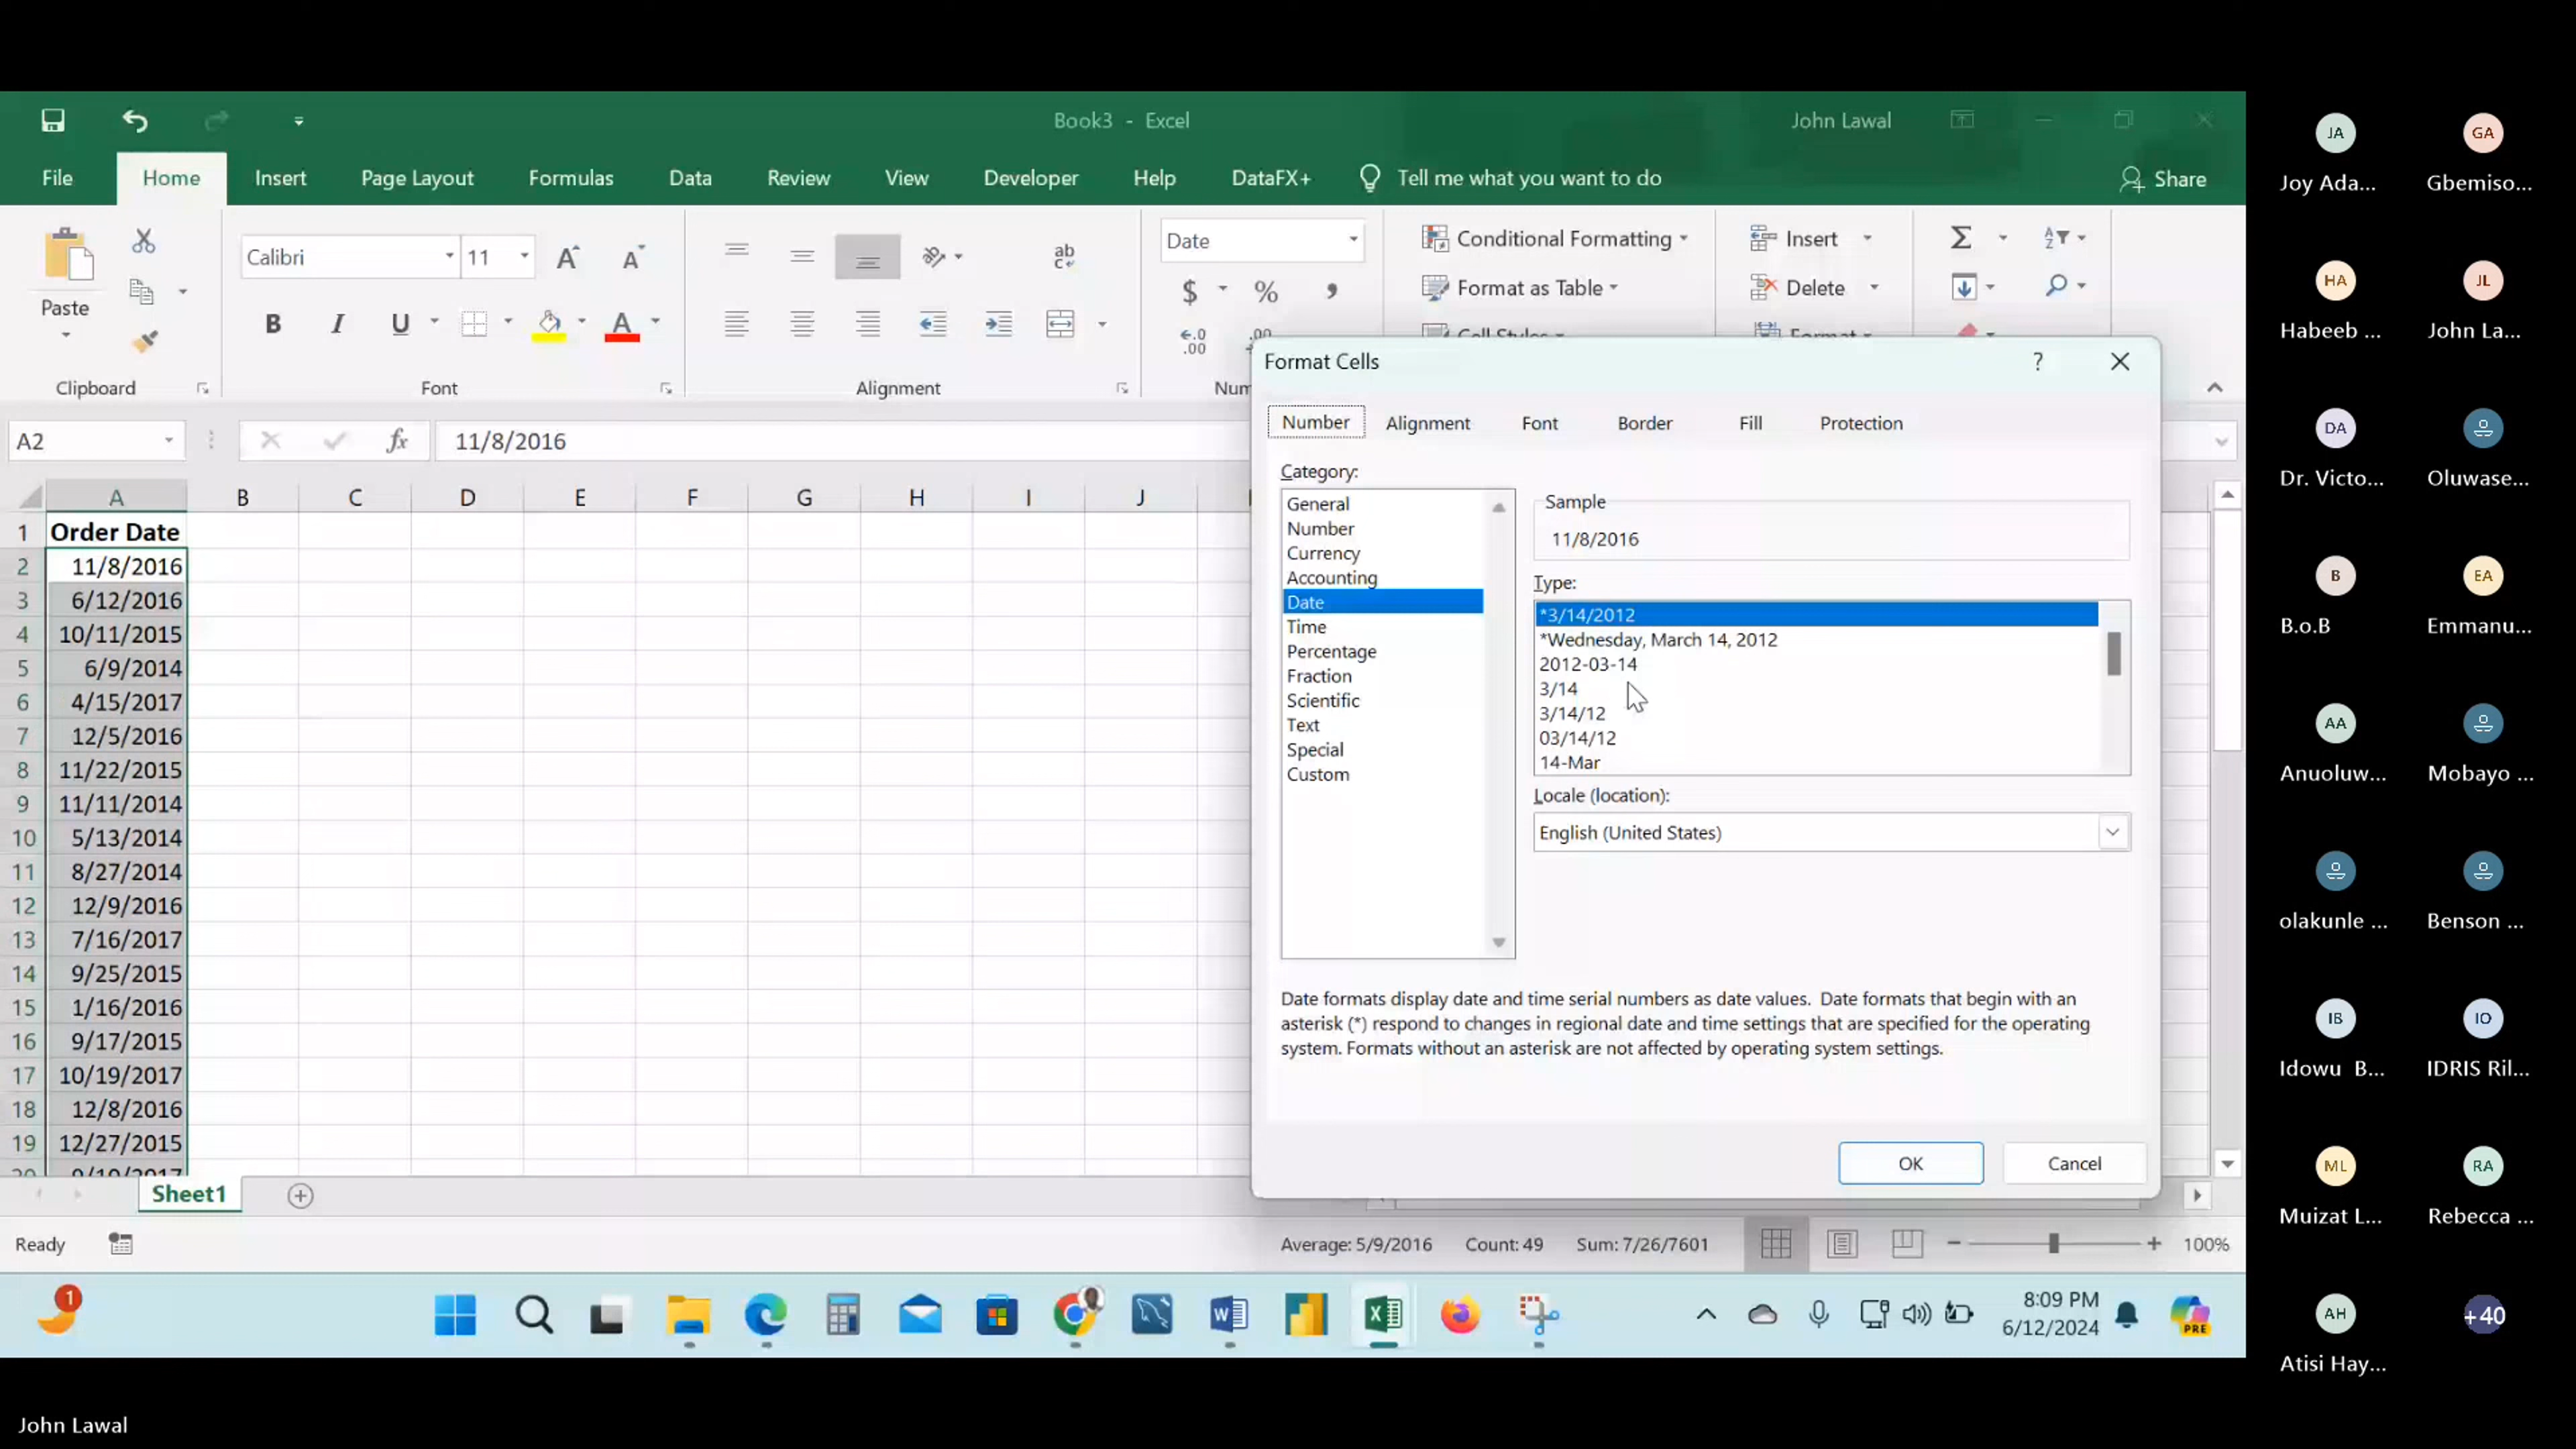 Book3 - Excel
John Lawal
File Home Insert Page Layout Formulas Data Review View Developer Help DataFX+ Tell me what you want to do Share
Paste
Calibri 11
ab
B I U A
Date
$ % ,
Conditional Formatting
Format as Table
Cell Styles
Insert
Delete
Format
Clipboard Font Alignment Num
A2 fx 11/8/2016
A B C D E F G H I J
1 Order Date
2 11/8/2016
3 6/12/2016
4 10/11/2015
5 6/9/2014
6 4/15/2017
7 12/5/2016
8 11/22/2015
9 11/11/2014
10 5/13/2014
11 8/27/2014
12 12/9/2016
13 7/16/2017
14 9/25/2015
15 1/16/2016
16 9/17/2015
17 10/19/2017
18 12/8/2016
19 12/27/2015
20 9/10/2017
Sheet1
Format Cells ?
Number Alignment Font Border Fill Protection
Category:
General
Number
Currency
Accounting
Date
Time
Percentage
Fraction
Scientific
Text
Special
Custom
Sample
11/8/2016
Type:
*3/14/2012
*Wednesday, March 14, 2012
2012-03-14
3/14
3/14/12
03/14/12
14-Mar
Locale (location):
English (United States)
Date formats display date and time serial numbers as date values. Date formats that begin with an
asterisk (*) respond to changes in regional date and time settings that are specified for the operating
system. Formats without an asterisk are not affected by operating system settings.
OK Cancel
Ready
Average: 5/9/2016 Count: 49 Sum: 7/26/7601 100%
1
8:09 PM
6/12/2024
PRE
John Lawal
JA GA
Joy Ada... Gbemiso...
HA JL
Habeeb ... John La...
DA
Dr. Victo... Oluwase...
B EA
B.o.B Emmanu...
AA
Anuoluw... Mobayo ...
olakunle ... Benson ...
IB IO
Idowu B... IDRIS Ril...
ML RA
Muizat L... Rebecca ...
AH +40
Atisi Hay...